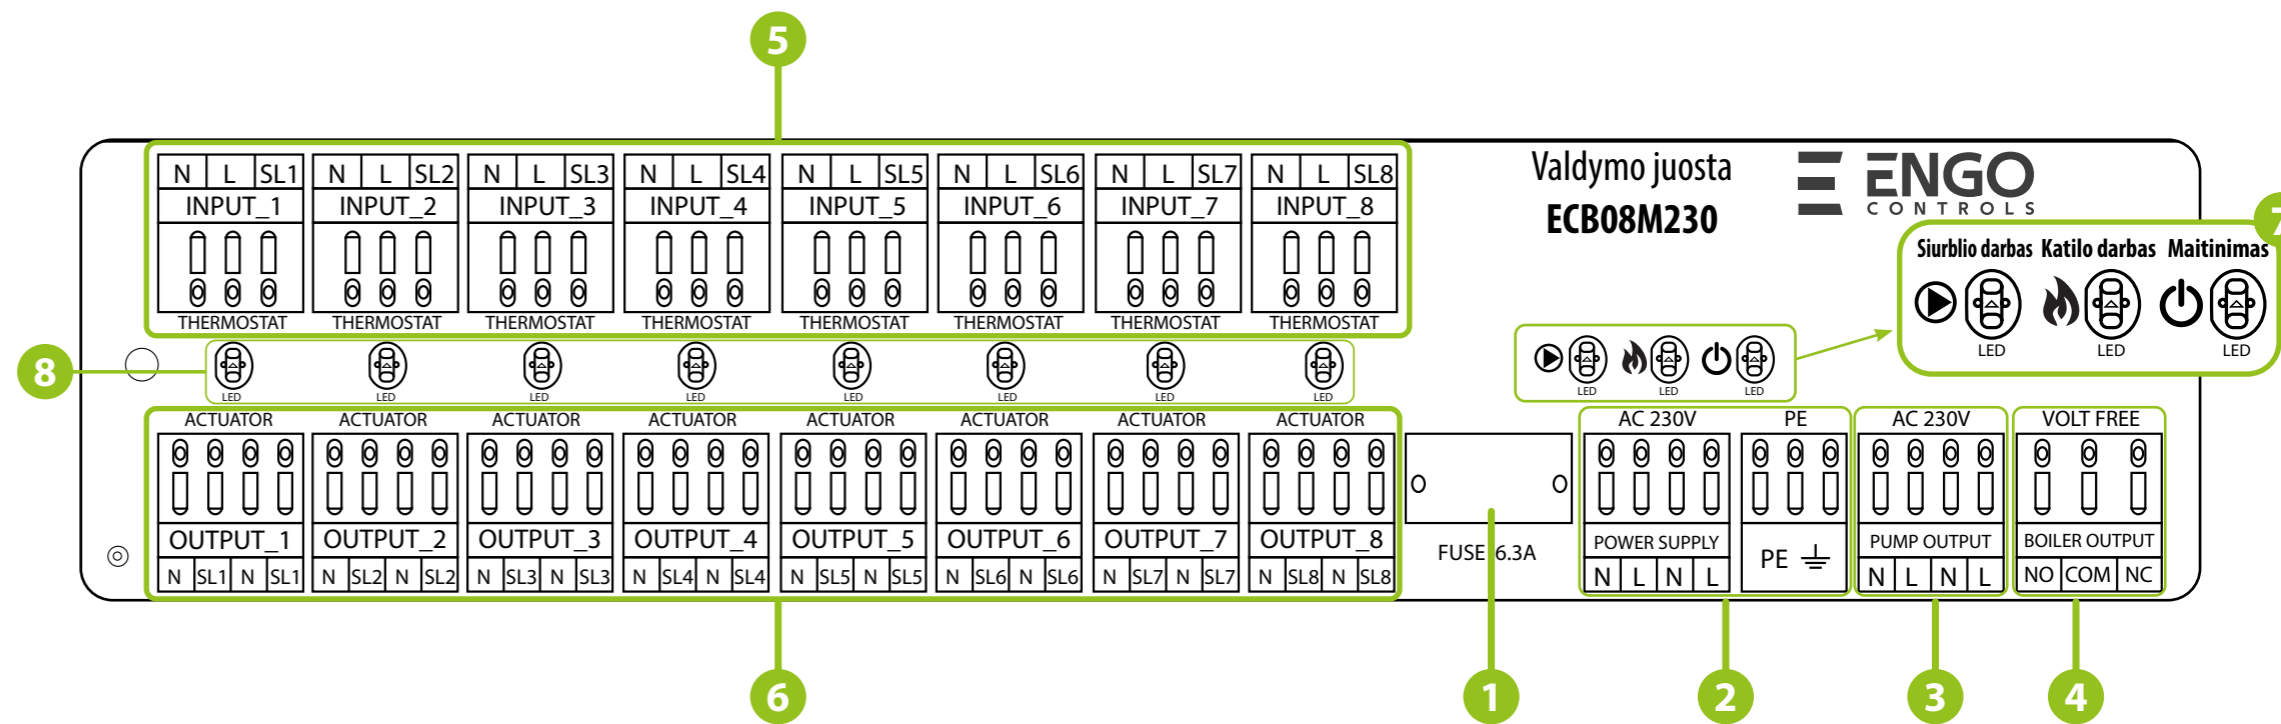 5
N L SL1 N L SL2 N L SL3 N L SL4 N L SL5 N L SL6 N L SL7 N L SL8
INPUT_1 INPUT_2 INPUT_3 INPUT_4 INPUT_5 INPUT_6 INPUT_7 INPUT_8
THERMOSTAT THERMOSTAT THERMOSTAT THERMOSTAT THERMOSTAT THERMOSTAT THERMOSTAT THERMOSTAT
Valdymo juosta
ECB08M230
ENGO
CONTROLS
7
Siurblio darbas Katilo darbas Maitinimas
LED LED LED
8
LED LED LED LED LED LED LED LED
LED LED LED
ACTUATOR ACTUATOR ACTUATOR ACTUATOR ACTUATOR ACTUATOR ACTUATOR ACTUATOR
OUTPUT_1 OUTPUT_2 OUTPUT_3 OUTPUT_4 OUTPUT_5 OUTPUT_6 OUTPUT_7 OUTPUT_8
N SL1 N SL1 N SL2 N SL2 N SL3 N SL3 N SL4 N SL4 N SL5 N SL5 N SL6 N SL6 N SL7 N SL7 N SL8 N SL8
FUSE 6.3A
AC 230V PE AC 230V VOLT FREE
POWER SUPPLY PE PUMP OUTPUT BOILER OUTPUT
N L N L N L N L NO COM NC
6 1 2 3 4